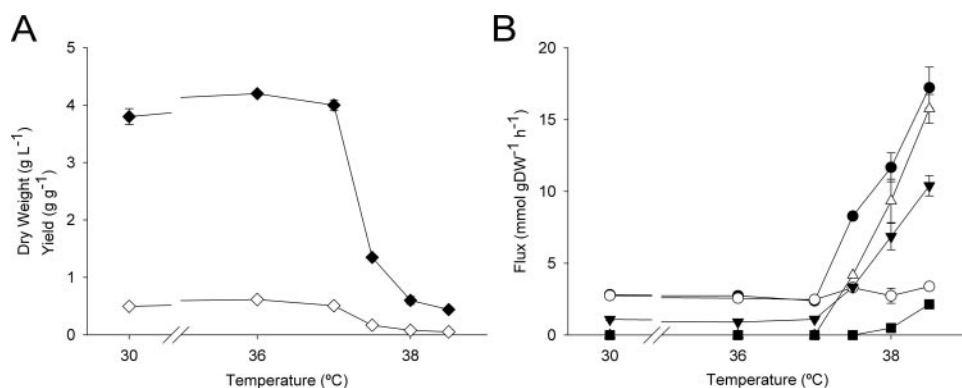 A
B
Dry Weight (g L⁻¹)
Yield (g g⁻¹)
5
4
3
2
1
0
30
36
38
Temperature (ºC)
Flux (mmol gDW⁻¹ h⁻¹)
20
15
10
5
0
30
36
38
Temperature (ºC)